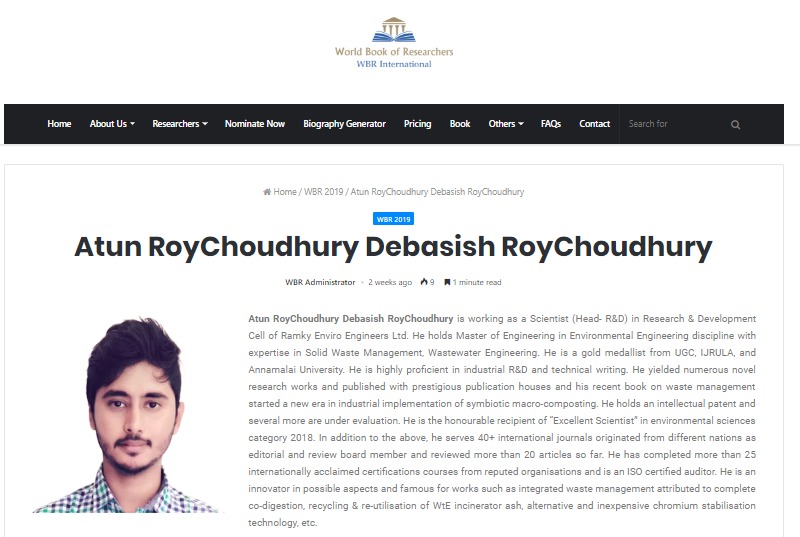 World Book of Researchers
WBR International
Home About Us Researchers Nominate Now Biography Generator Pricing Book Others FAQs Contact Search for
Home / WBR 2019 / Atun RoyChoudhury Debasish RoyChoudhury
WBR 2019
Atun RoyChoudhury Debasish RoyChoudhury
WBR Administrator • 2 weeks ago 9 1 minute read
Atun RoyChoudhury Debasish RoyChoudhury is working as a Scientist (Head- R&D) in Research & Development
Cell of Ramky Enviro Engineers Ltd. He holds Master of Engineering in Environmental Engineering discipline with
expertise in Solid Waste Management, Wastewater Engineering. He is a gold medallist from UGC, IJRULA, and
Annamalai University. He is highly proficient in industrial R&D and technical writing. He yielded numerous novel
research works and published with prestigious publication houses and his recent book on waste management
started a new era in industrial implementation of symbiotic macro-composting. He holds an intellectual patent and
several more are under evaluation. He is the honourable recipient of “Excellent Scientist” in environmental sciences
category 2018. In addition to the above, he serves 40+ international journals originated from different nations as
editorial and review board member and reviewed more than 20 articles so far. He has completed more than 25
internationally acclaimed certifications courses from reputed organisations and is an ISO certified auditor. He is an
innovator in possible aspects and famous for works such as integrated waste management attributed to complete
co-digestion, recycling & re-utilisation of WtE incinerator ash, alternative and inexpensive chromium stabilisation
technology, etc.